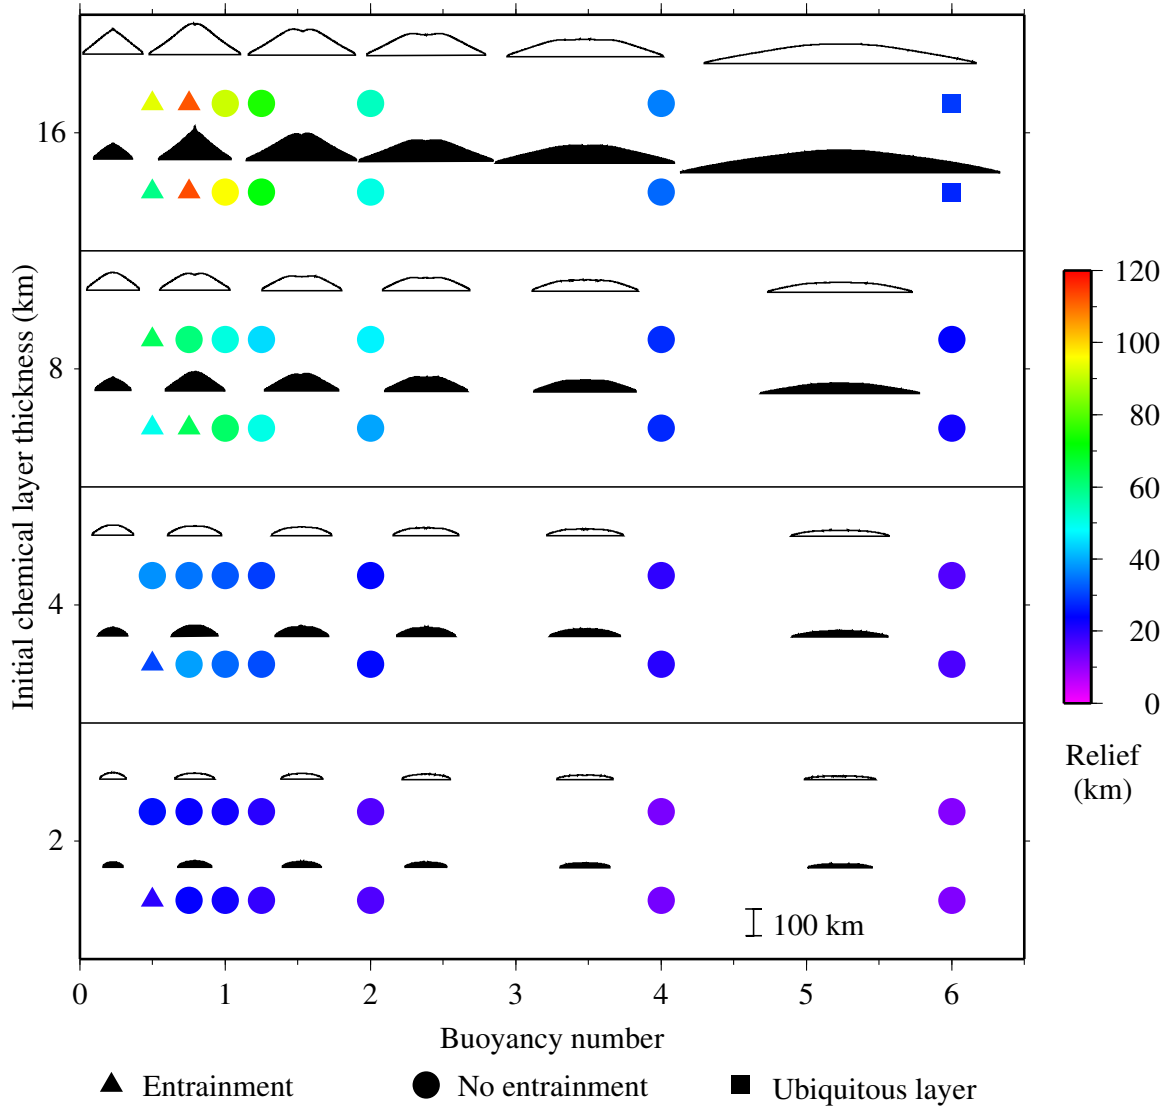 Initial chemical layer thickness (km)
16
8
4
2
120
100
80
60
40
20
0
Relief
(km)
100 km
0 1 2 3 4 5 6
Buoyancy number
Entrainment No entrainment Ubiquitous layer